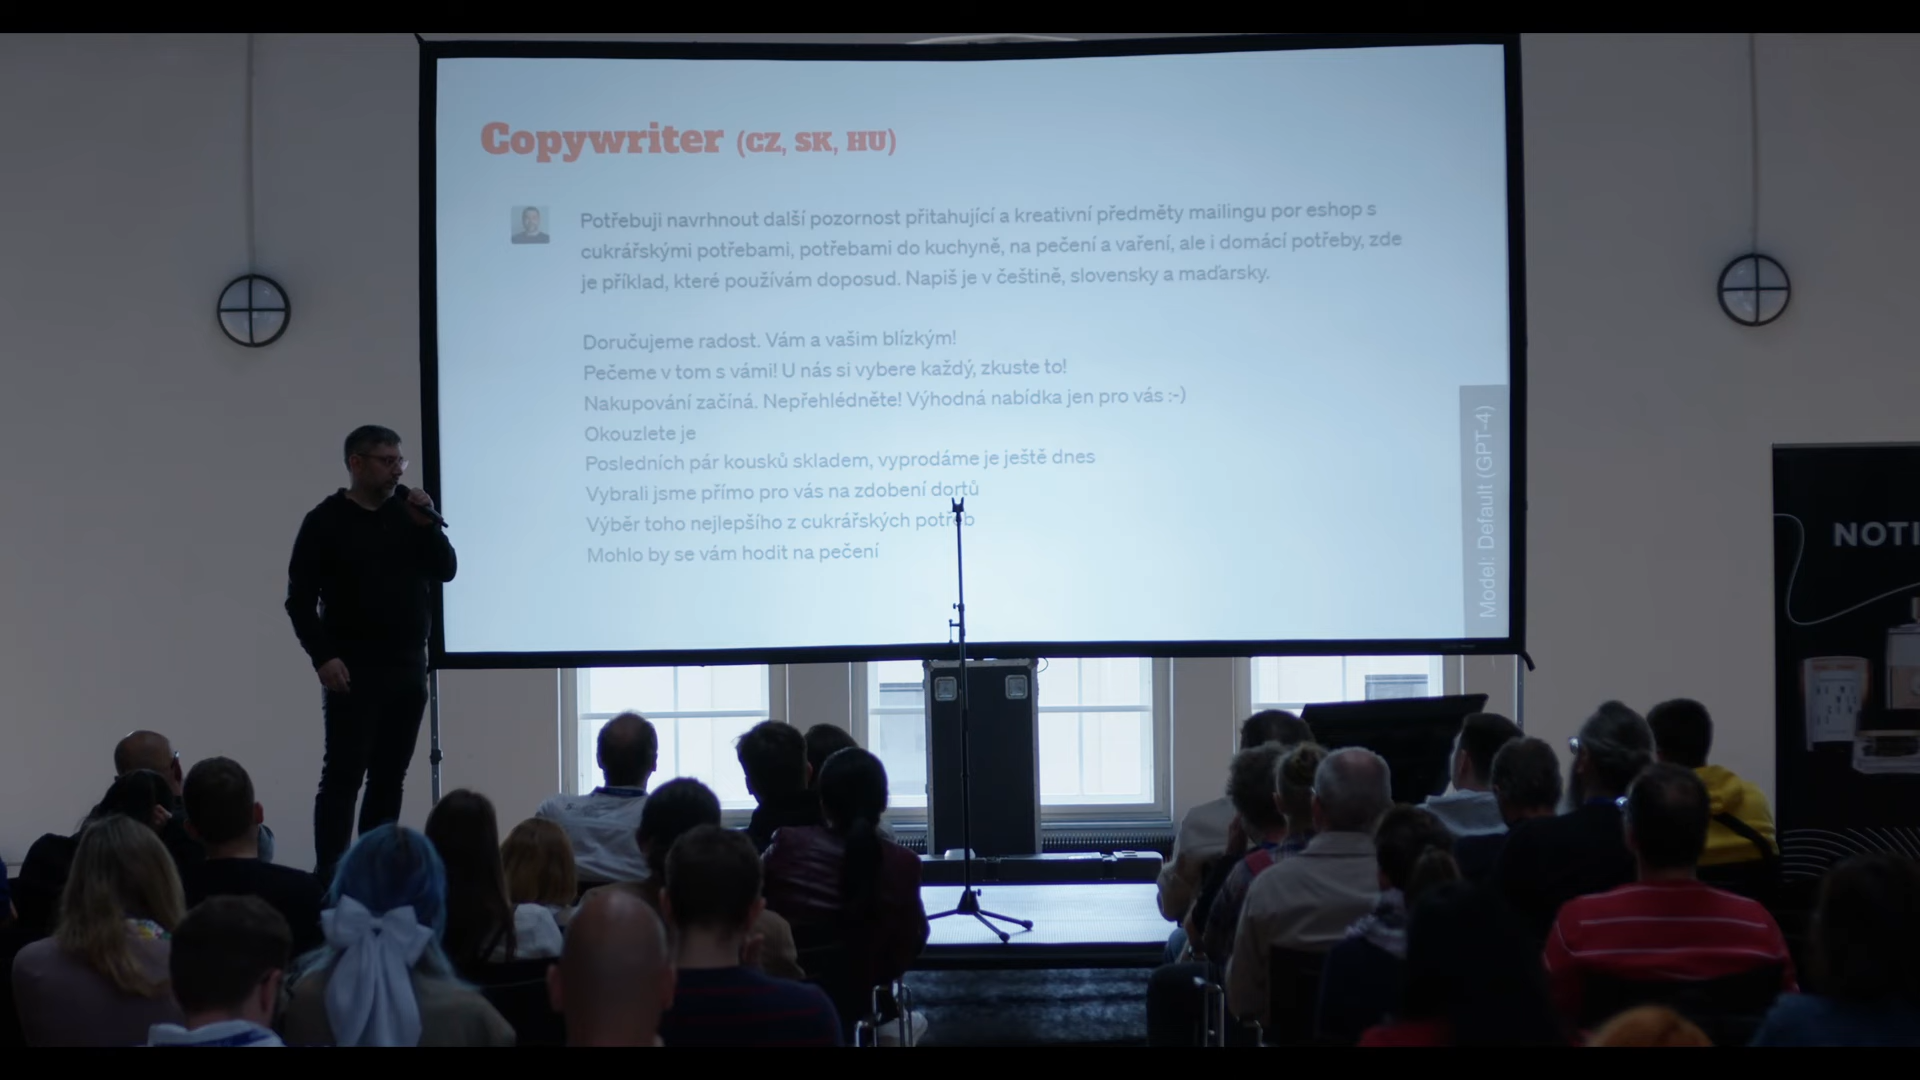 Copywriter (CZ, SK, HU)
Potřebuji navrhnout další pozornost přitahující a kreativní předměty mailingu por eshop s
cukrářskými potřebami, potřebami do kuchyně, na pečení a vaření, ale i domácí potřeby, zde
je příklad, které používám doposud. Napiš je v češtině, slovensky a maďarsky.
Doručujeme radost. Vám a vašim blízkým!
Pečeme v tom s vámi! U nás si vybere každý, zkuste to!
Nakupování začíná. Nepřehlédněte! Výhodná nabídka jen pro vás :-)
Okouzlete je
Posledních pár kousků skladem, vyprodáme je ještě dnes
Vybrali jsme přímo pro vás na zdobení dortů
Výběr toho nejlepšího z cukrářských potřeb
Mohlo by se vám hodit na pečení
Model: Default (GPT-4)
NOTI